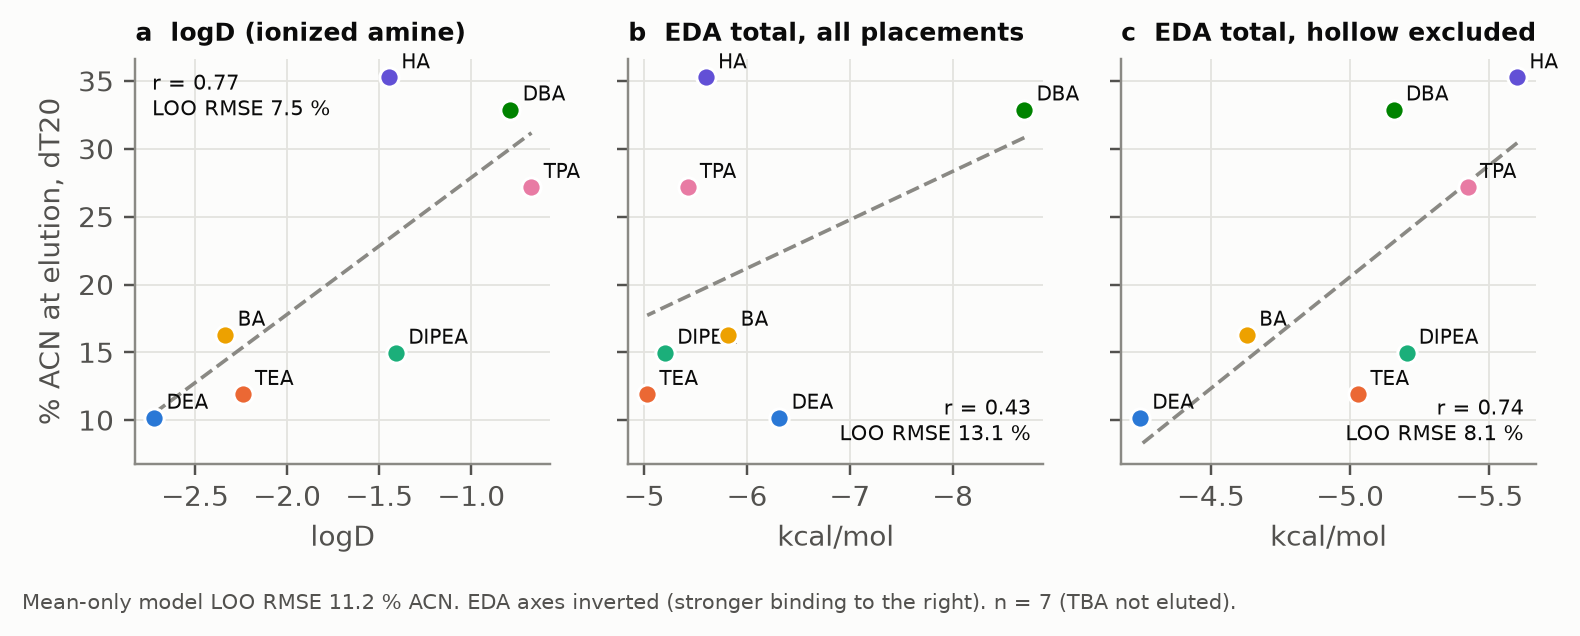 a logD (ionized amine)
b EDA total, all placements
c EDA total, hollow excluded
% ACN at elution, dT20
35
30
25
20
15
10
r = 0.77
LOO RMSE 7.5 %
HA
DBA
TPA
BA
DIPEA
TEA
DEA
−2.5
−2.0
−1.5
−1.0
logD
HA
DBA
TPA
BA
TEA
DEA
r = 0.43
LOO RMSE 13.1 %
−5
−6
−7
−8
kcal/mol
HA
DBA
TPA
BA
DIPEA
TEA
DEA
r = 0.74
LOO RMSE 8.1 %
−4.5
−5.0
−5.5
kcal/mol
Mean-only model LOO RMSE 11.2 % ACN. EDA axes inverted (stronger binding to the right). n = 7 (TBA not eluted).